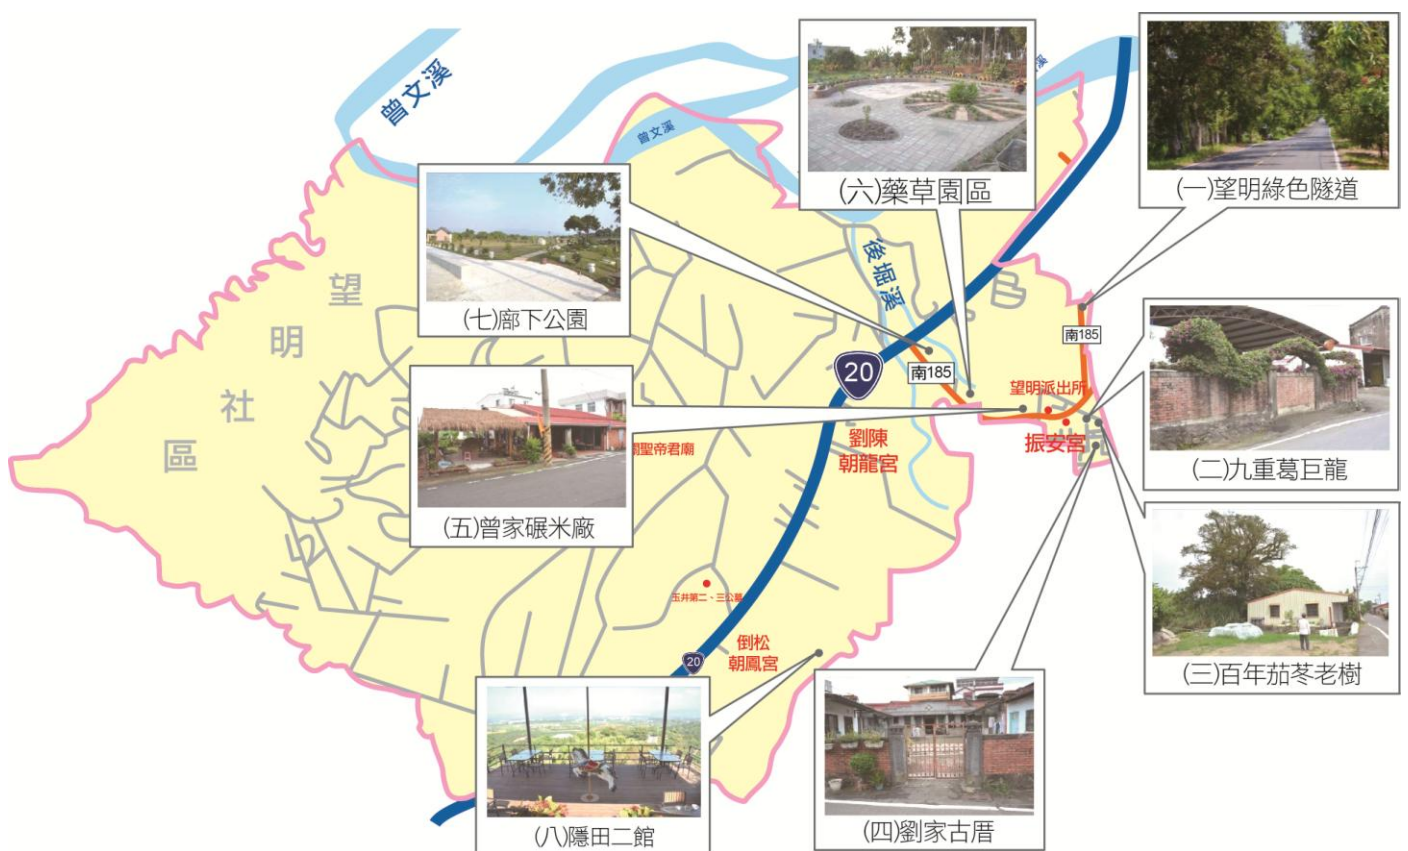 曾文溪
曾文溪
溪
(六)藥草園區
(一)望明綠色隧道
(七)廍下公園
後堀溪
望明社區
南185
南185
20
望明派出所
振安宮
(二)九重葛巨龍
(五)曾家碾米廠
聖帝君廟
劉陳
朝龍宮
(三)百年茄苳老樹
玉井第二、三公墓
倒松
朝鳳宮
20
(八)隱田二館
(四)劉家古厝